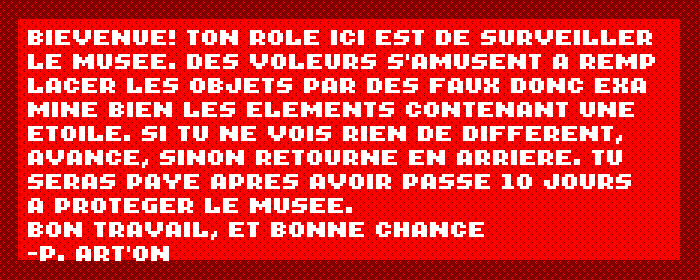 BIEVENUE! TON ROLE ICI EST DE SURVEILLER
LE MUSEE. DES VOLEURS S'AMUSENT A REMP
LACER LES OBJETS PAR DES FAUX DONC EXA
MINE BIEN LES ELEMENTS CONTENANT UNE
ETOILE. SI TU NE VOIS RIEN DE DIFFERENT,
AVANCE, SINON RETOURNE EN ARRIERE. TU
SERAS PAYE APRES AVOIR PASSE 10 JOURS
A PROTEGER LE MUSEE.
BON TRAVAIL, ET BONNE CHANCE
-P. ART'ON